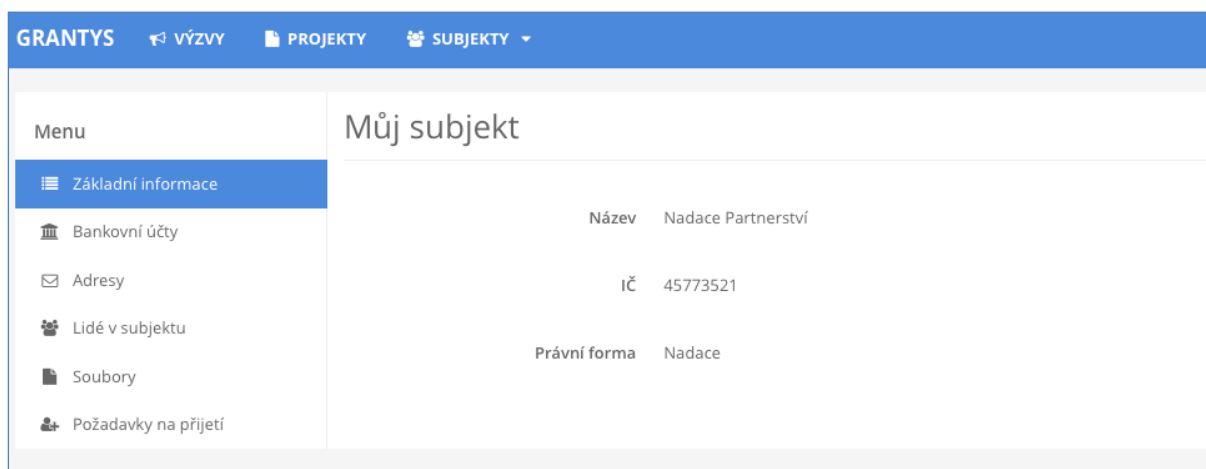 GRANTYS VÝZVY PROJEKTY SUBJEKTY
Menu
Základní informace
Bankovní účty
Adresy
Lidé v subjektu
Soubory
Požadavky na přijetí
Můj subjekt
Název Nadace Partnerství
IČ 45773521
Právní forma Nadace